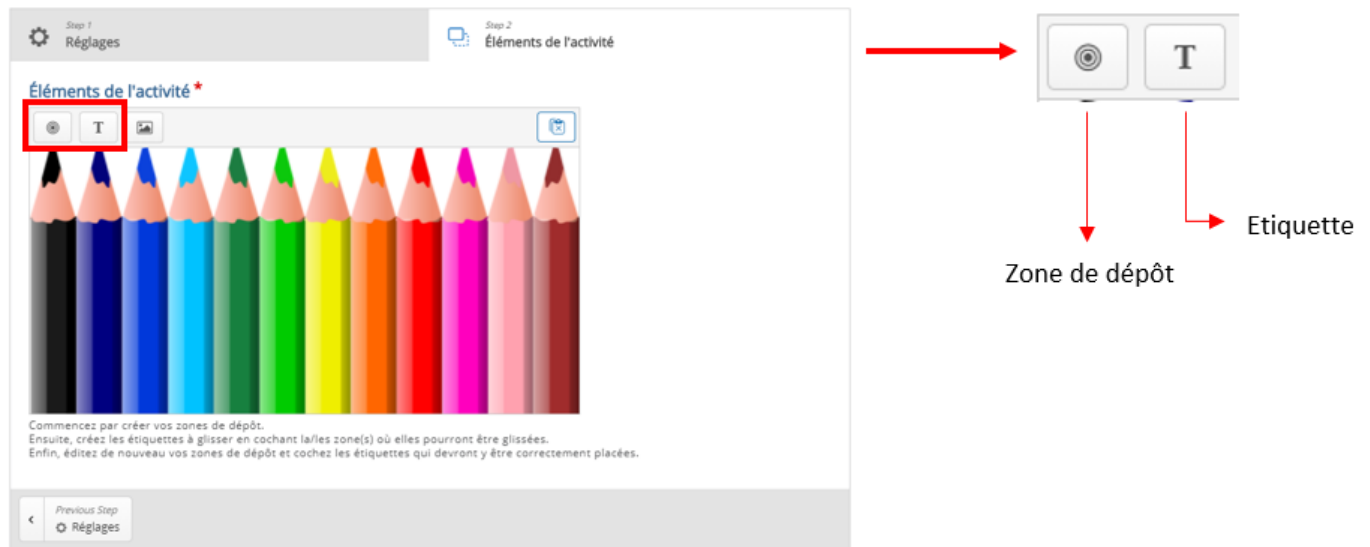 Step 1
Réglages
Step 2
Éléments de l'activité
Éléments de l'activité *
T
T
Etiquette
Zone de dépôt
Commencez par créer vos zones de dépôt.
Ensuite, créez les étiquettes à glisser en cochant la/les zone(s) où elles pourront être glissées.
Enfin, éditez de nouveau vos zones de dépôt et cochez les étiquettes qui devront y être correctement placées.
Previous Step
Réglages